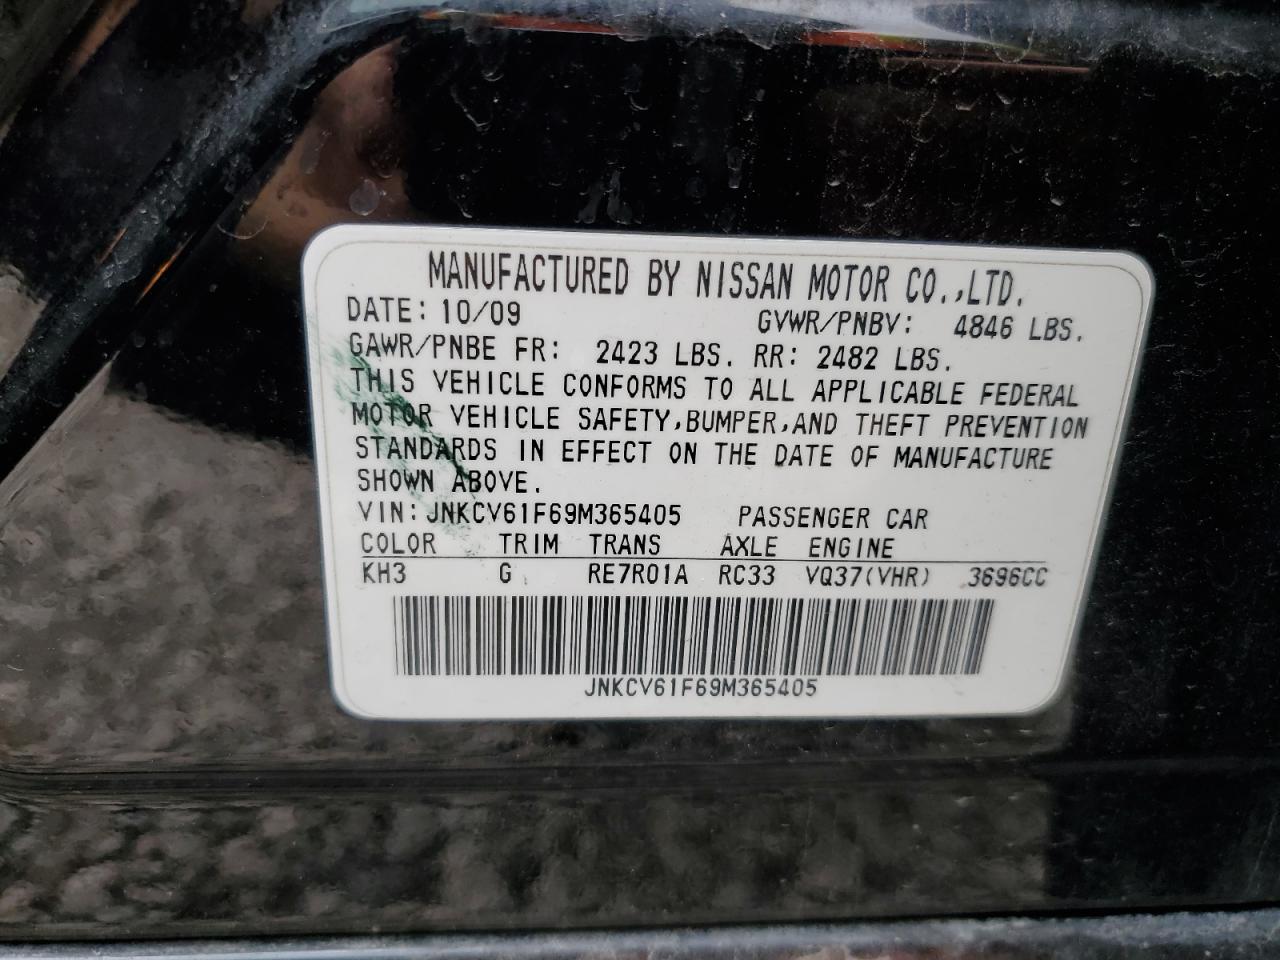 MANUFACTURED BY NISSAN MOTOR CO.,LTD.
DATE: 10/09 GVWR/PNBV: 4846 LBS.
GAWR/PNBE FR: 2423 LBS. RR: 2482 LBS.
THIS VEHICLE CONFORMS TO ALL APPLICABLE FEDERAL
MOTOR VEHICLE SAFETY,BUMPER,AND THEFT PREVENTION
STANDARDS IN EFFECT ON THE DATE OF MANUFACTURE
SHOWN ABOVE.
VIN: JNKCV61F69M365405 PASSENGER CAR
COLOR TRIM TRANS AXLE ENGINE
KH3 G RE7R01A RC33 VQ37(VHR) 3696CC
JNKCV61F69M365405